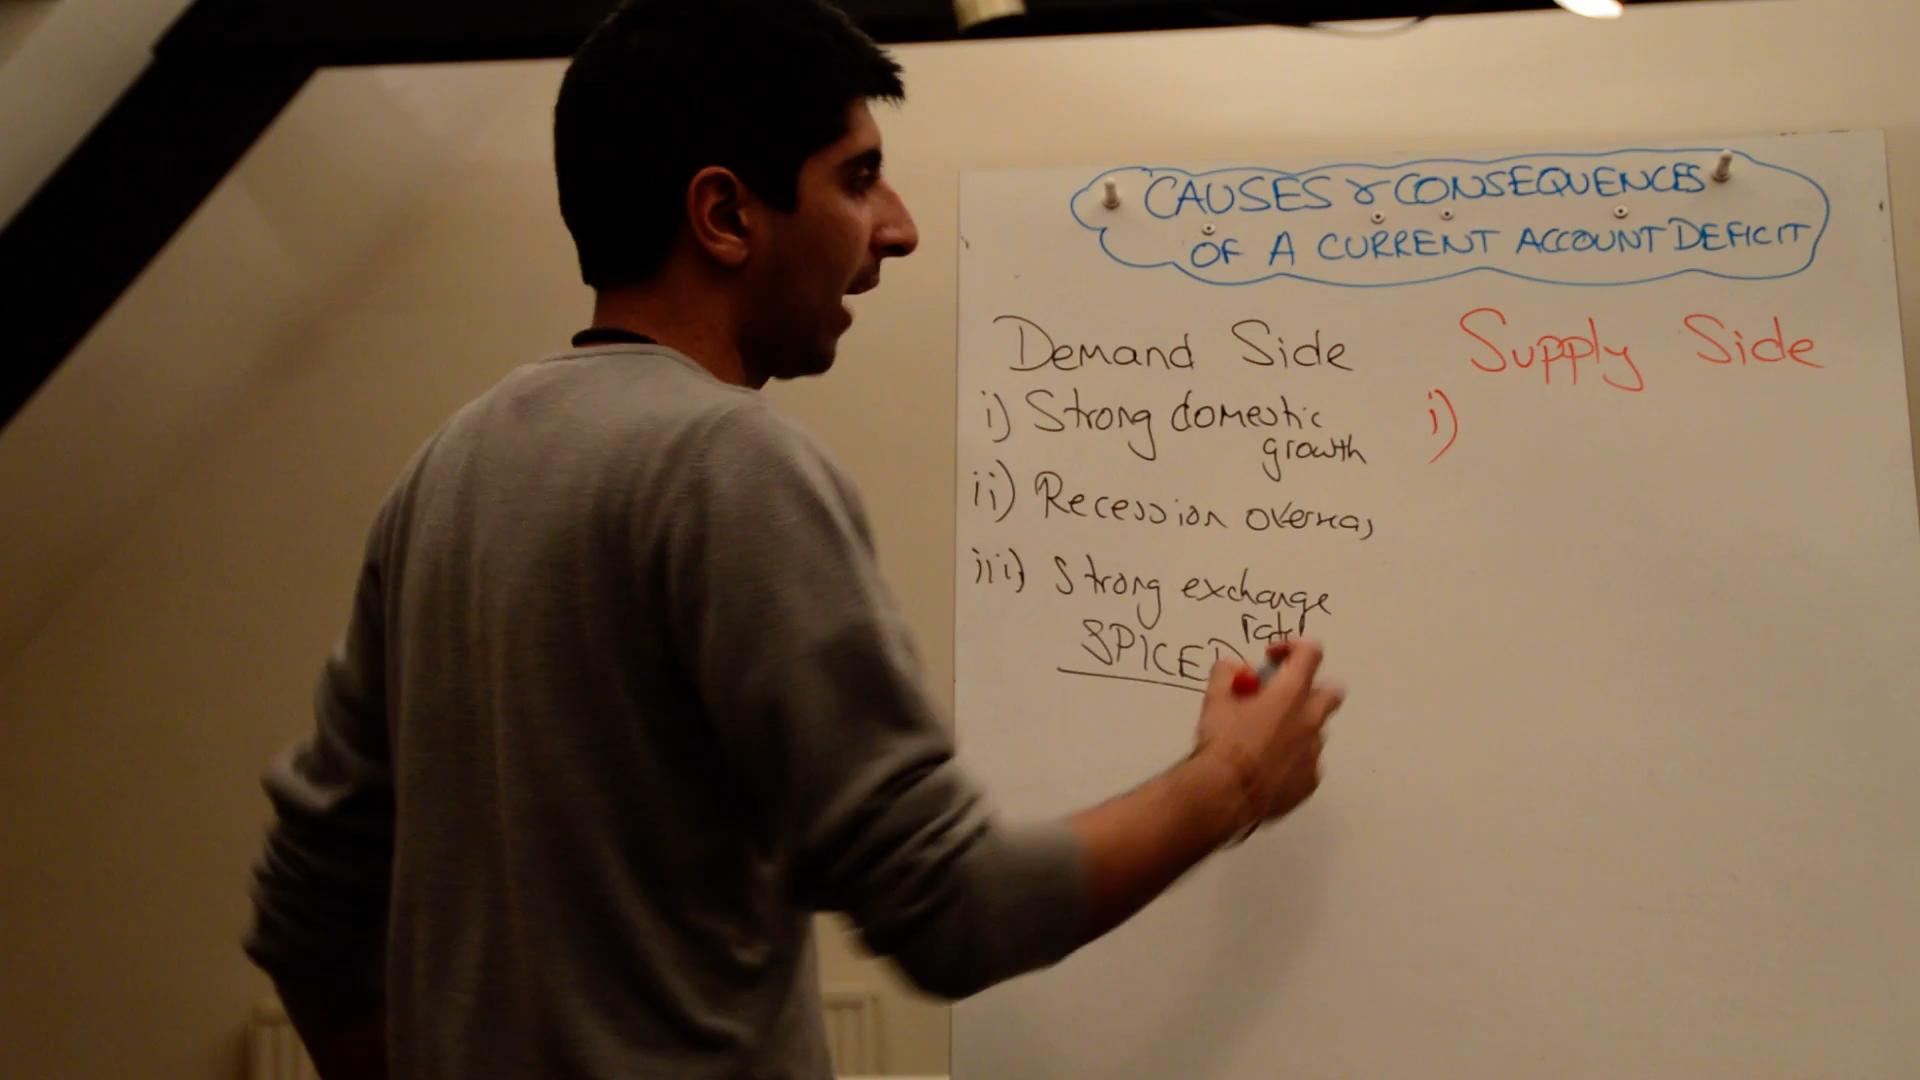 CAUSES & CONSEQUENCES
OF A CURRENT ACCOUNT DEFICIT
Demand Side
i) Strong domestic
growth
ii) Recession overseas
iii) Strong exchange
rate
SPICED
Supply Side
i)